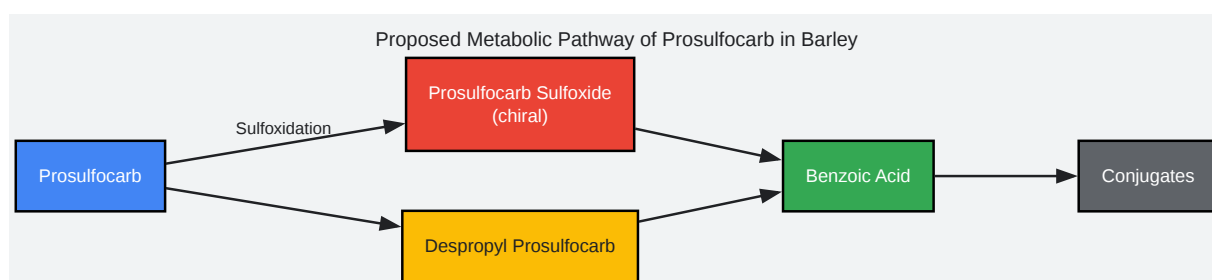 Proposed Metabolic Pathway of Prosulfocarb in Barley
Prosulfocarb Sulfoxide
(chiral)
Sulfoxidation
Prosulfocarb
Benzoic Acid
Conjugates
Despropyl Prosulfocarb